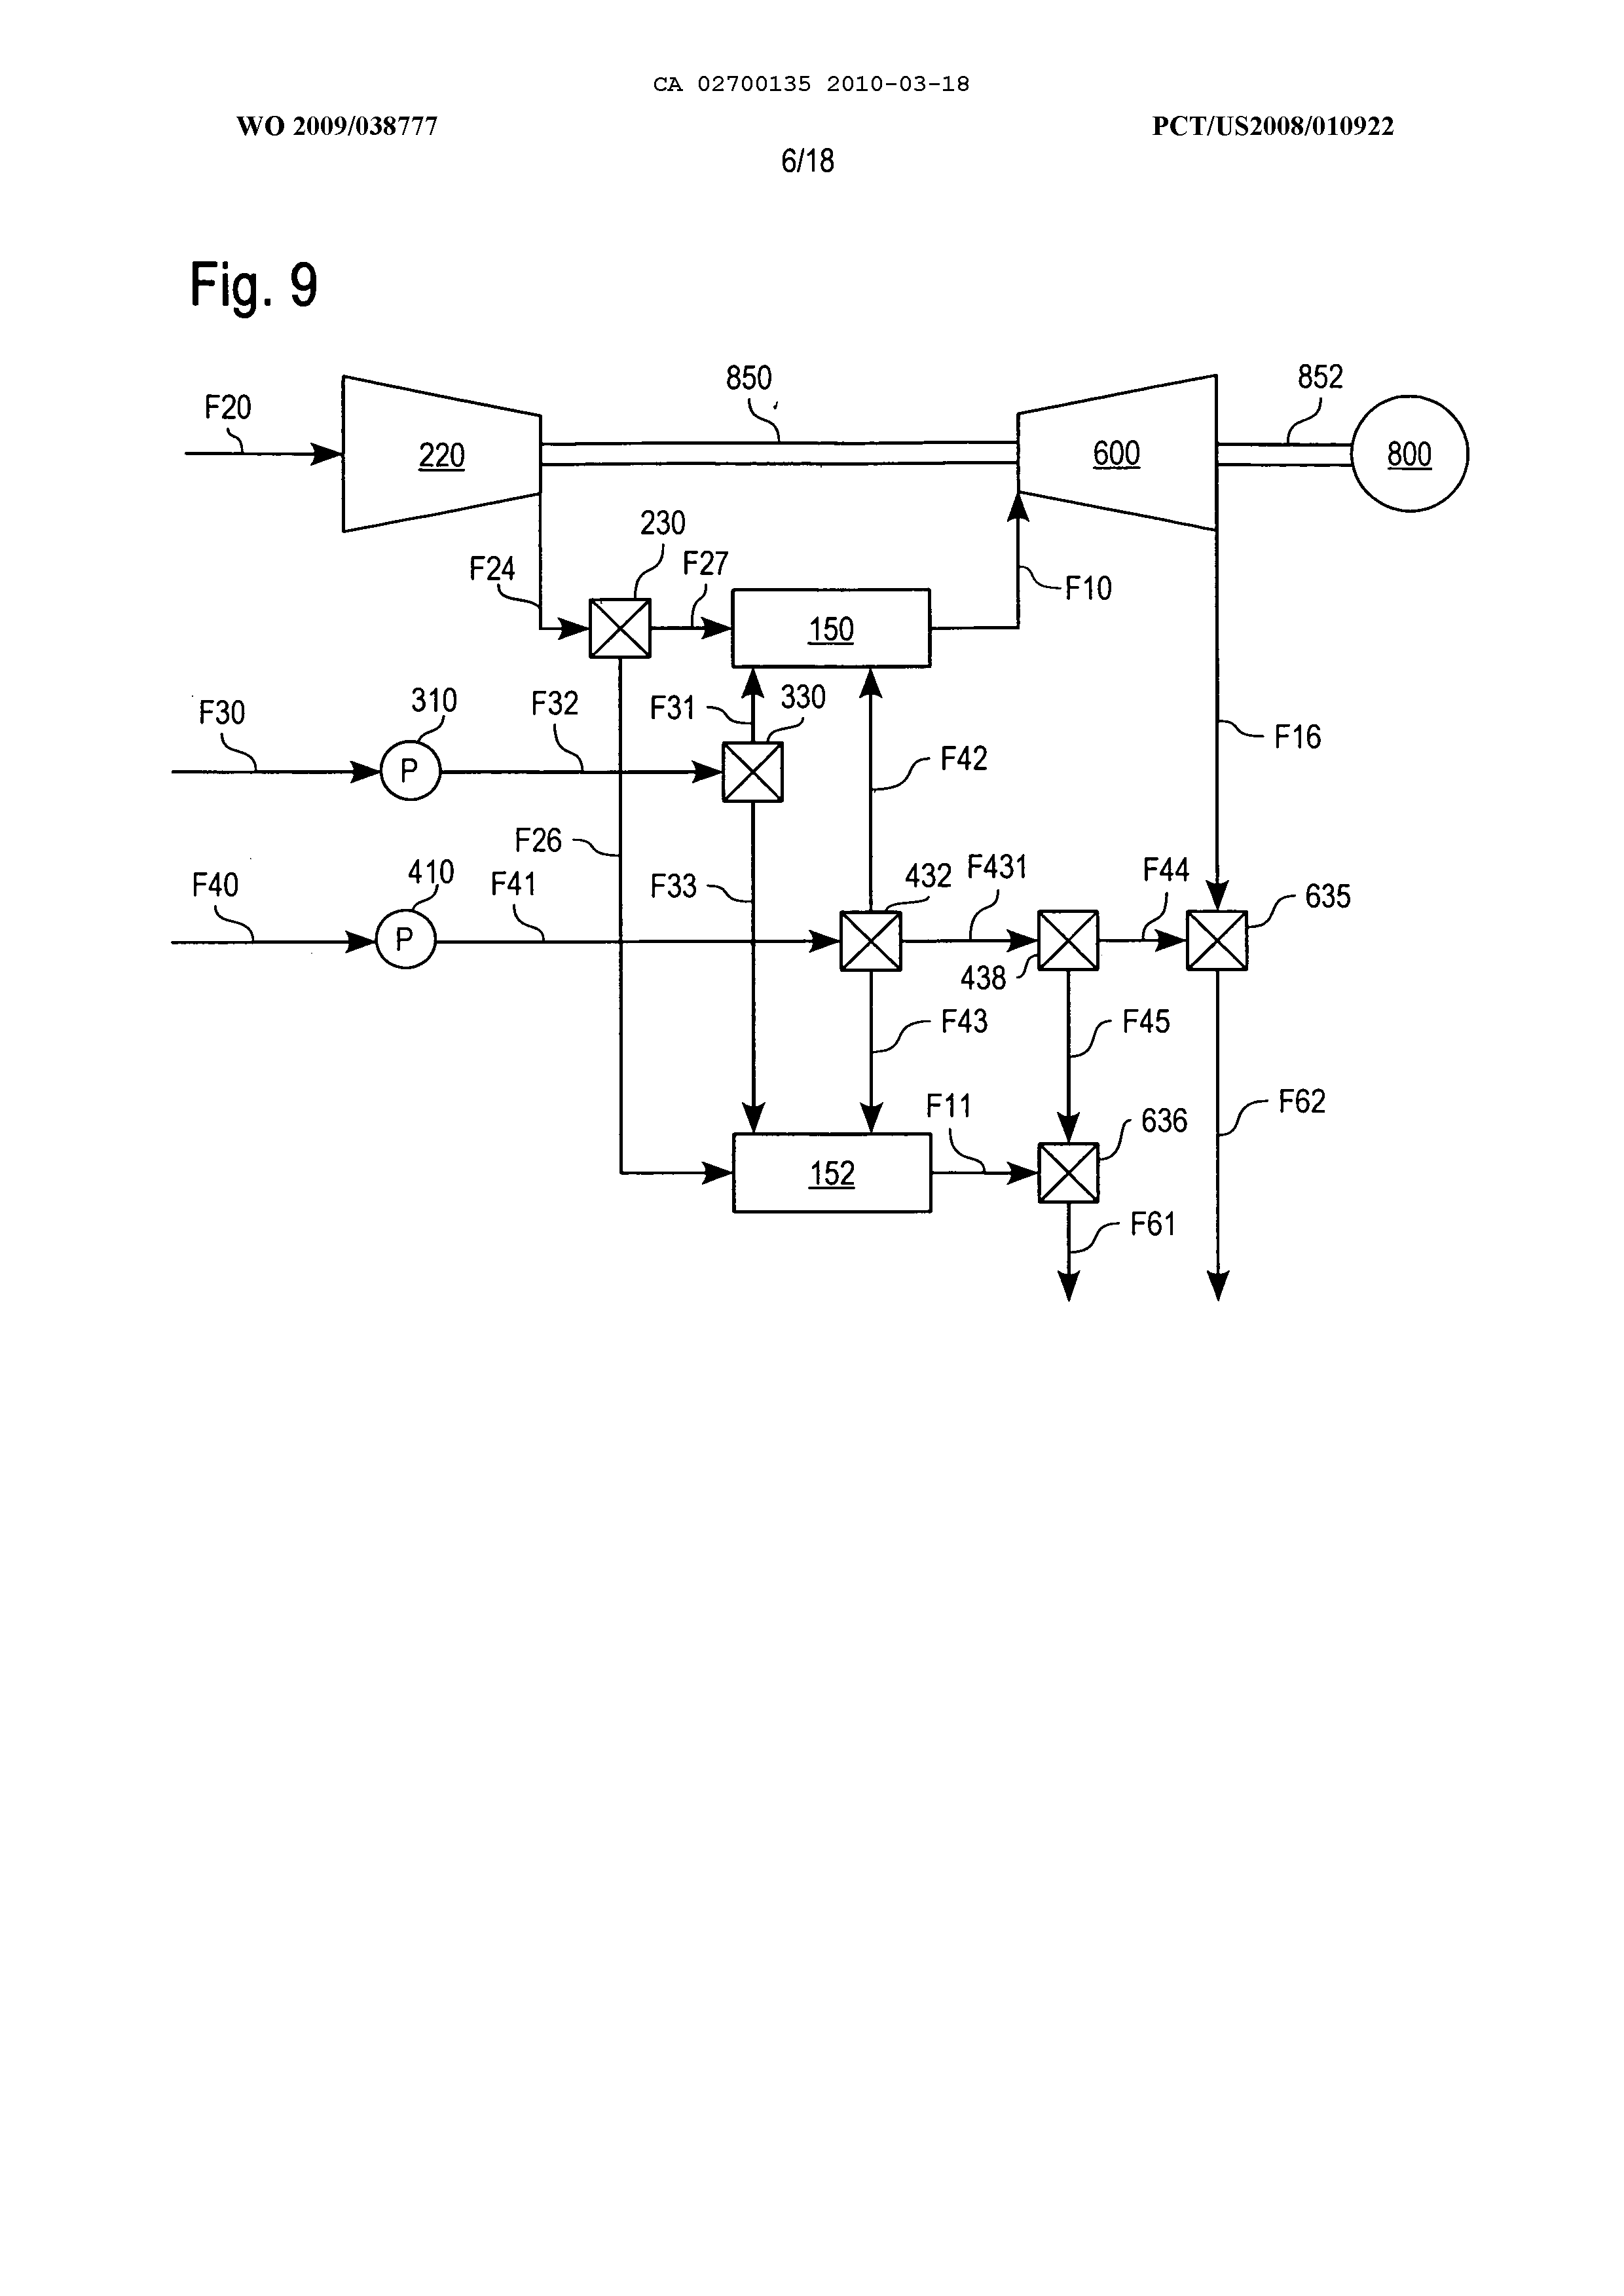 CA 02700135 2010-03-18
WO 2009/038777 PCT/US2008/010922
6/18
Fig. 9
850 852
F20
220 600 800
230
F24 F27
F10
150
310 F32 F31 330
F30
P
F16
F42
F26
410 F41 F33 432 F431 F44
F40 635
P
438
F43 F45
F11 F62
636
152
F61